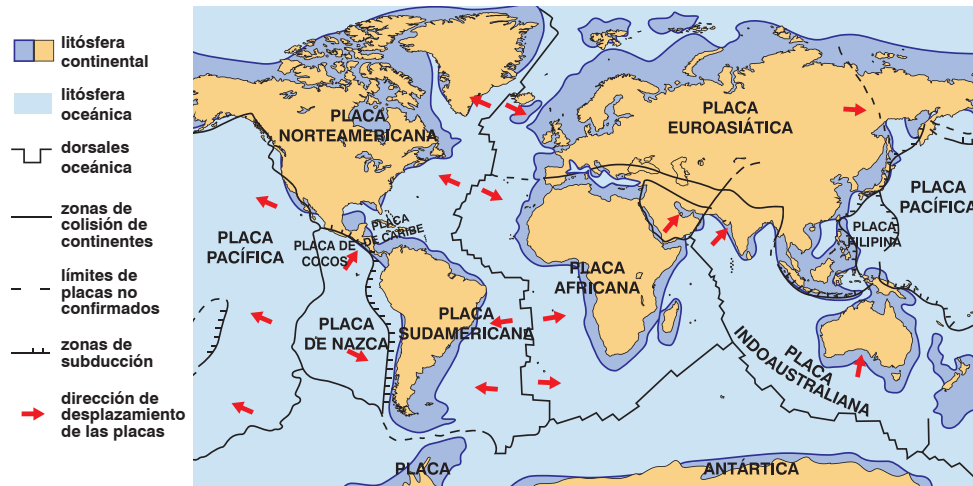 litósfera
continental
litósfera
oceánica
dorsales
oceánica
zonas de
colisión de
continentes
límites de
placas no
confirmados
zonas de
subducción
dirección de
desplazamiento
de las placas
PLACA
NORTEAMERICANA
PLACA
EUROASIÁTICA
PLACA
PACÍFICA
PLACA
DE CARIBE
PLACA DE
COCOS
PLACA
PACÍFICA
PLACA
FILIPINA
PLACA
AFRICANA
PLACA
SUDAMERICANA
PLACA
DE NAZCA
PLACA
INDOAUSTRALIANA
PLACA
ANTÁRTICA